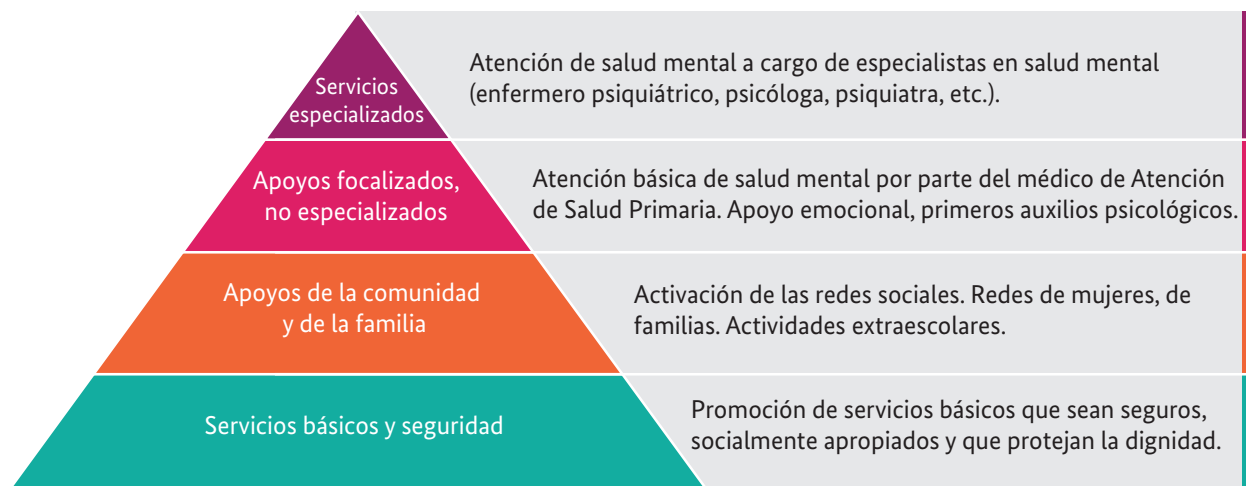 Servicios
especializados
Atención de salud mental a cargo de especialistas en salud mental
(enfermero psiquiátrico, psicóloga, psiquiatra, etc.).
Apoyos focalizados,
no especializados
Atención básica de salud mental por parte del médico de Atención
de Salud Primaria. Apoyo emocional, primeros auxilios psicológicos.
Apoyos de la comunidad
y de la familia
Activación de las redes sociales. Redes de mujeres, de
familias. Actividades extraescolares.
Servicios básicos y seguridad
Promoción de servicios básicos que sean seguros,
socialmente apropiados y que protejan la dignidad.